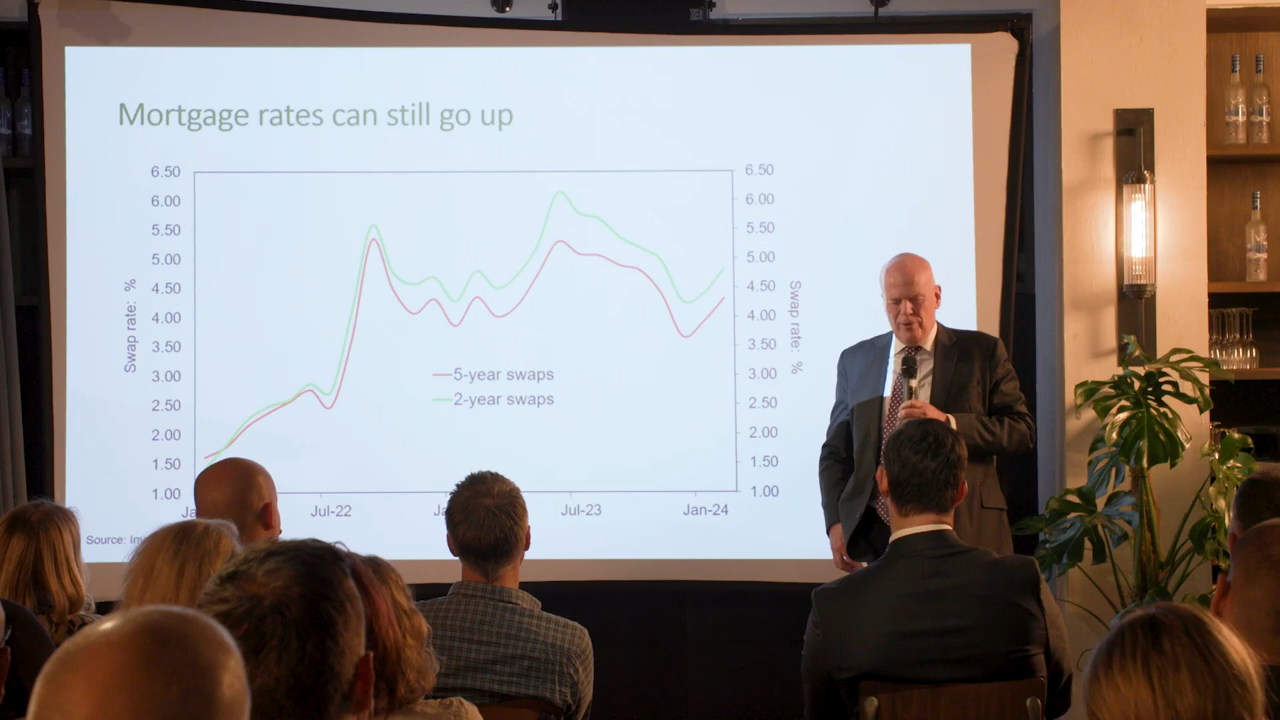 Mortgage rates can still go up
6.50
6.00
5.50
5.00
4.50
4.00
3.50
3.00
2.50
2.00
1.50
1.00
Swap rate: %
5-year swaps
2-year swaps
6.50
6.00
5.50
5.00
4.50
4.00
3.50
3.00
2.50
2.00
1.50
1.00
Swap rate: %
Jul-22
Jul-23
Jan-24
Source: